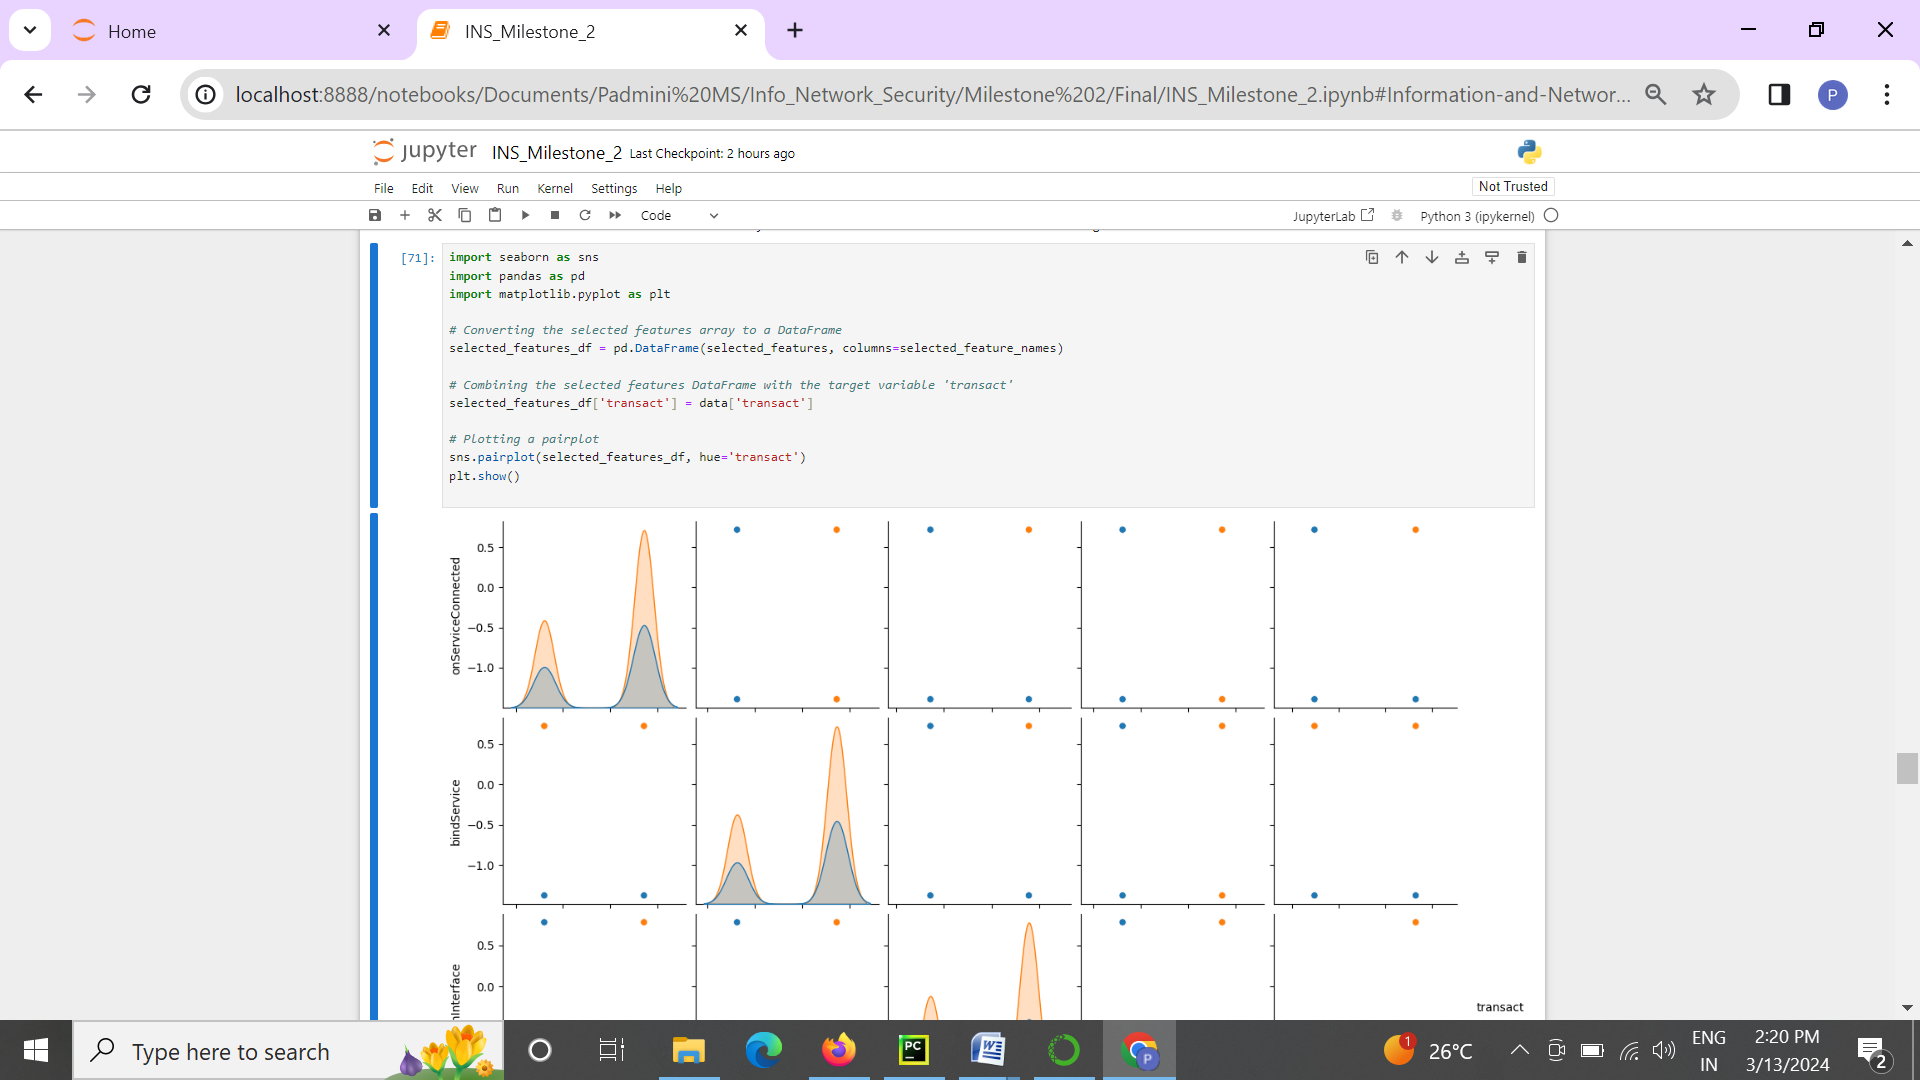 Home
INS_Milestone_2
localhost:8888/notebooks/Documents/Padmini%20MS/Info_Network_Security/Milestone%202/Final/INS_Milestone_2.ipynb#Information-and-Networ...
P
jupyter INS_Milestone_2 Last Checkpoint: 2 hours ago
File Edit View Run Kernel Settings Help
Not Trusted
Code
JupyterLab
Python 3 (ipykernel)
[71]:
import seaborn as sns
import pandas as pd
import matplotlib.pyplot as plt
# Converting the selected features array to a DataFrame
selected_features_df = pd.DataFrame(selected_features, columns=selected_feature_names)
# Combining the selected features DataFrame with the target variable 'transact'
selected_features_df['transact'] = data['transact']
# Plotting a pairplot
sns.pairplot(selected_features_df, hue='transact')
plt.show()
onServiceConnected
0.5
0.0
−0.5
−1.0
bindService
0.5
0.0
−0.5
−1.0
nInterface
0.5
0.0
transact
Type here to search
PC
P
1
26°C
ENG
IN
2:20 PM
3/13/2024
2